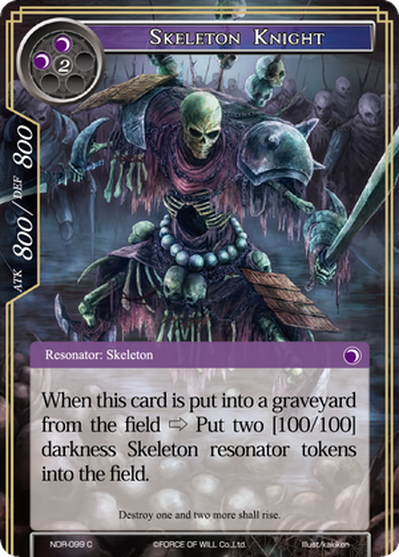 SKELETON KNIGHT
2
ATK 800 / DEF 800
Resonator: Skeleton
When this card is put into a graveyard
from the field ⇨ Put two [100/100]
darkness Skeleton resonator tokens
into the field.
Destroy one and two more shall rise.
NDR-099 C ©FORCE OF WILL Co.,Ltd. Illust/kakiken